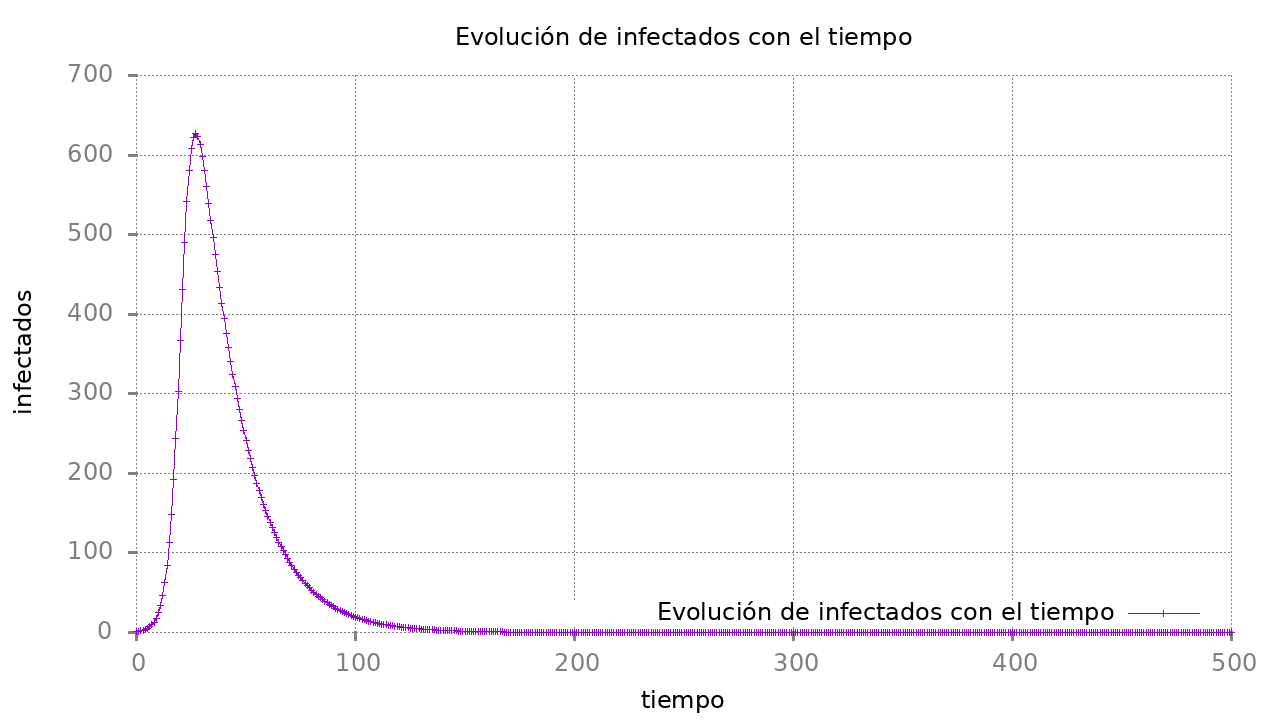 Evolución de infectados con el tiempo
700
600
500
400
300
200
100
0
infectados
Evolución de infectados con el tiempo
0 100 200 300 400 500
tiempo